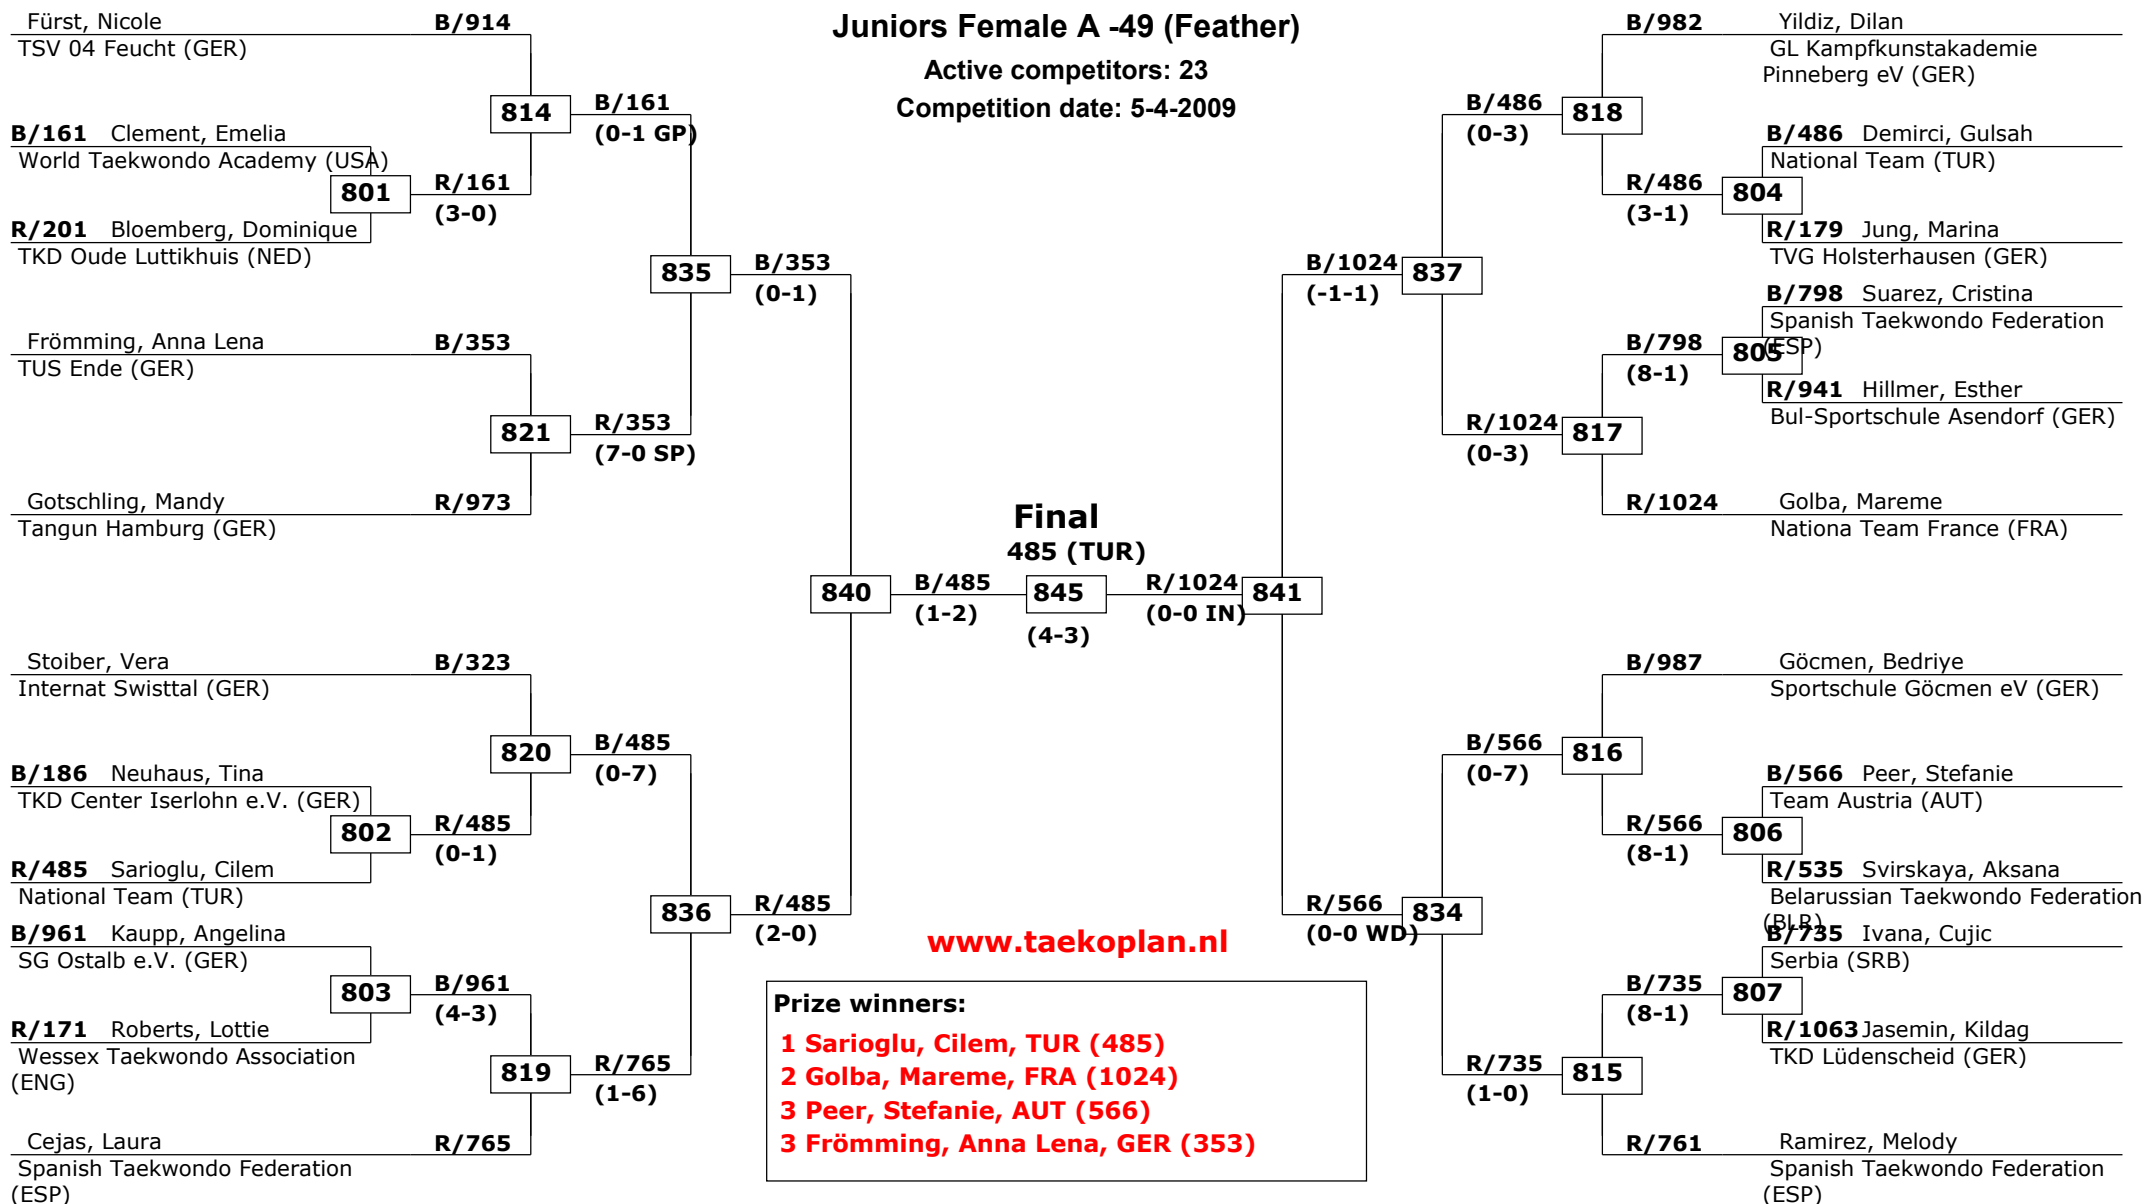 Juniors Female A -49 (Feather)
Active competitors: 23
Competition date: 5-4-2009
Fürst, Nicole
B/914
TSV 04 Feucht (GER)
814
B/161
(0-1 GP)
B/161 Clement, Emelia
World Taekwondo Academy (USA)
801
R/161
(3-0)
R/201 Bloemberg, Dominique
TKD Oude Luttikhuis (NED)
835
B/353
(0-1)
Frömming, Anna Lena
B/353
TUS Ende (GER)
821
R/353
(7-0 SP)
Gotschling, Mandy
R/973
Tangun Hamburg (GER)
840
B/485
(1-2)
Stoiber, Vera
B/323
Internat Swisttal (GER)
820
B/485
(0-7)
B/186 Neuhaus, Tina
TKD Center Iserlohn e.V. (GER)
802
R/485
(0-1)
R/485 Sarioglu, Cilem
National Team (TUR)
836
R/485
(2-0)
B/961 Kaupp, Angelina
SG Ostalb e.V. (GER)
803
B/961
(4-3)
R/171 Roberts, Lottie
Wessex Taekwondo Association
(ENG)
819
R/765
(1-6)
Cejas, Laura
R/765
Spanish Taekwondo Federation
(ESP)
Final
485 (TUR)
845
(4-3)
R/1024
(0-0 IN)
841
B/982
Yildiz, Dilan
GL Kampfkunstakademie
Pinneberg eV (GER)
B/486
(0-3)
818
B/486 Demirci, Gulsah
National Team (TUR)
R/486
(3-1)
804
R/179 Jung, Marina
TVG Holsterhausen (GER)
B/1024
(-1-1)
837
B/798 Suarez, Cristina
Spanish Taekwondo Federation
(ESP)
B/798
(8-1)
805
R/941 Hillmer, Esther
Bul-Sportschule Asendorf (GER)
R/1024
(0-3)
817
R/1024
Golba, Mareme
Nationa Team France (FRA)
B/987
Göcmen, Bedriye
Sportschule Göcmen eV (GER)
B/566
(0-7)
816
B/566 Peer, Stefanie
Team Austria (AUT)
R/566
(8-1)
806
R/535 Svirskaya, Aksana
Belarussian Taekwondo Federation
(BLR)
R/566
(0-0 WD)
834
B/735 Ivana, Cujic
Serbia (SRB)
B/735
(8-1)
807
R/1063 Jasemin, Kildag
TKD Lüdenscheid (GER)
R/735
(1-0)
815
R/761
Ramirez, Melody
Spanish Taekwondo Federation
(ESP)
www.taekoplan.nl
Prize winners:
1 Sarioglu, Cilem, TUR (485)
2 Golba, Mareme, FRA (1024)
3 Peer, Stefanie, AUT (566)
3 Frömming, Anna Lena, GER (353)